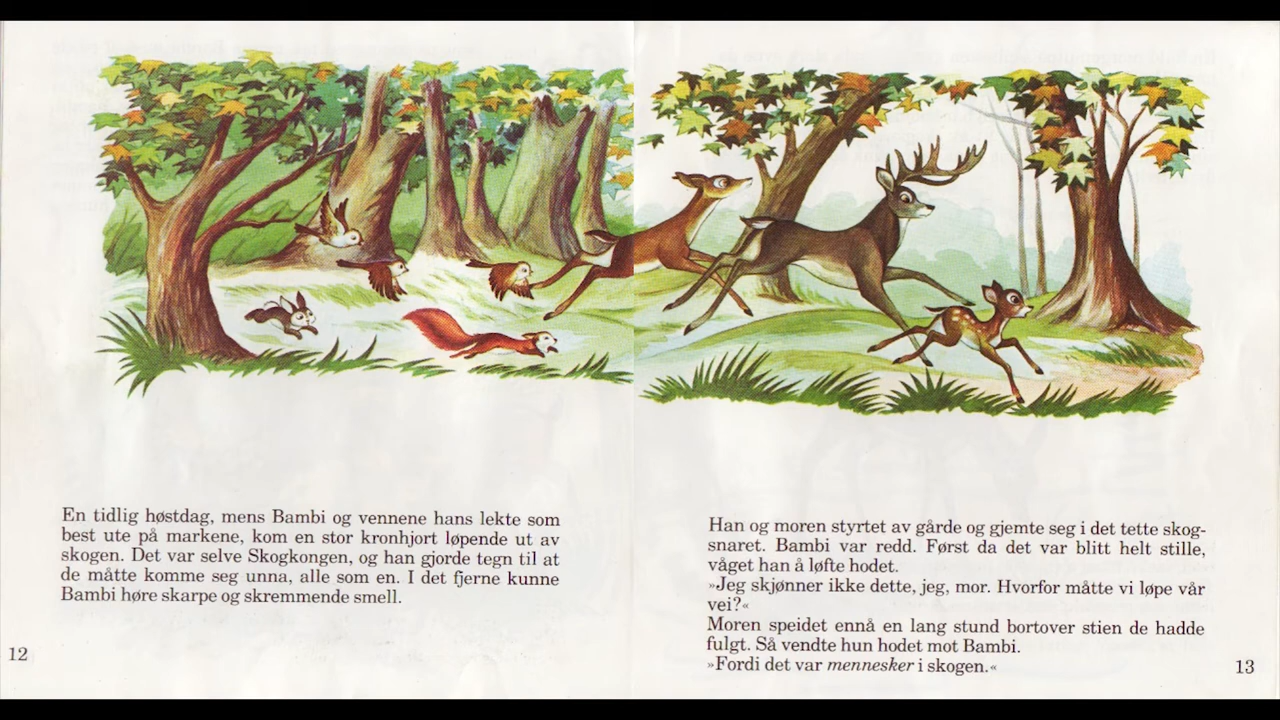 En tidlig høstdag, mens Bambi og vennene hans lekte som
best ute på markene, kom en stor kronhjort løpende ut av
skogen. Det var selve Skogkongen, og han gjorde tegn til at
de måtte komme seg unna, alle som en. I det fjerne kunne
Bambi høre skarpe og skremmende smell.
12
Han og moren styrtet av gårde og gjemte seg i det tette skog-
snaret. Bambi var redd. Først da det var blitt helt stille,
våget han å løfte hodet.
»Jeg skjønner ikke dette, jeg, mor. Hvorfor måtte vi løpe vår
vei?«
Moren speidet ennå en lang stund bortover stien de hadde
fulgt. Så vendte hun hodet mot Bambi.
»Fordi det var mennesker i skogen.«
13